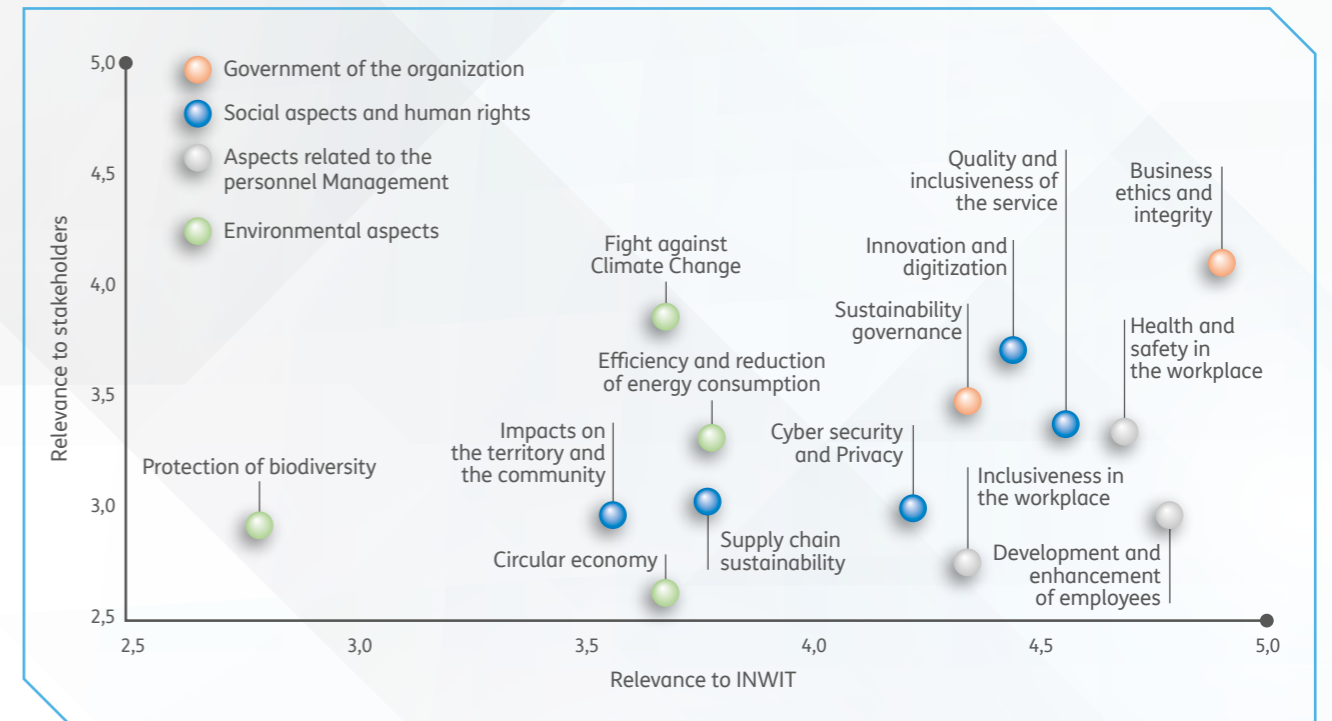 5,0
Government of the organization
Social aspects and human rights
Aspects related to the
personnel Management
Environmental aspects
4,5
4,0
3,5
3,0
2,5
Relevance to stakeholders
Quality and
inclusiveness of
the service
Business
ethics and
integrity
Fight against
Climate Change
Innovation and
digitization
Sustainability
governance
Health and
safety in
the workplace
Efficiency and reduction
of energy consumption
Impacts on
the territory and
the community
Cyber security
and Privacy
Protection of biodiversity
Inclusiveness in
the workplace
Circular economy
Supply chain
sustainability
Development and
enhancement
of employees
2,5
3,0
3,5
4,0
4,5
5,0
Relevance to INWIT